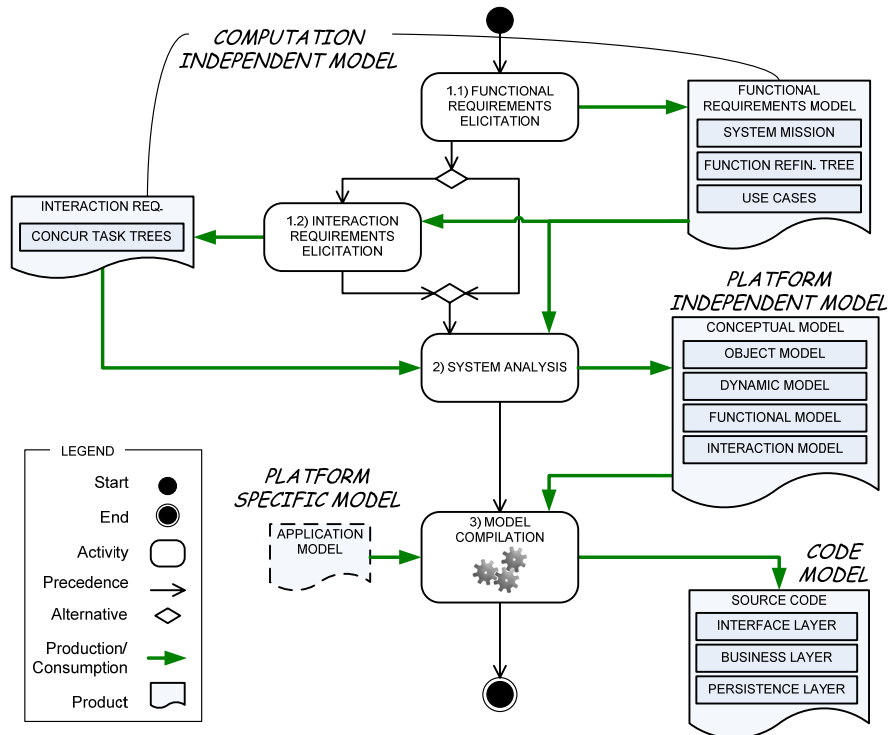 COMPUTATION
INDEPENDENT MODEL
1.1) FUNCTIONAL
REQUIREMENTS
ELICITATION
FUNCTIONAL
REQUIREMENTS MODEL
SYSTEM MISSION
FUNCTION REFIN. TREE
USE CASES
INTERACTION REQ.
CONCUR TASK TREES
1.2) INTERACTION
REQUIREMENTS
ELICITATION
PLATFORM
INDEPENDENT MODEL
CONCEPTUAL MODEL
OBJECT MODEL
DYNAMIC MODEL
FUNCTIONAL MODEL
INTERACTION MODEL
2) SYSTEM ANALYSIS
LEGEND
Start
End
Activity
Precedence
Alternative
Production/
Consumption
Product
PLATFORM
SPECIFIC MODEL
APPLICATION
MODEL
3) MODEL
COMPILATION
CODE
MODEL
SOURCE CODE
INTERFACE LAYER
BUSINESS LAYER
PERSISTENCE LAYER